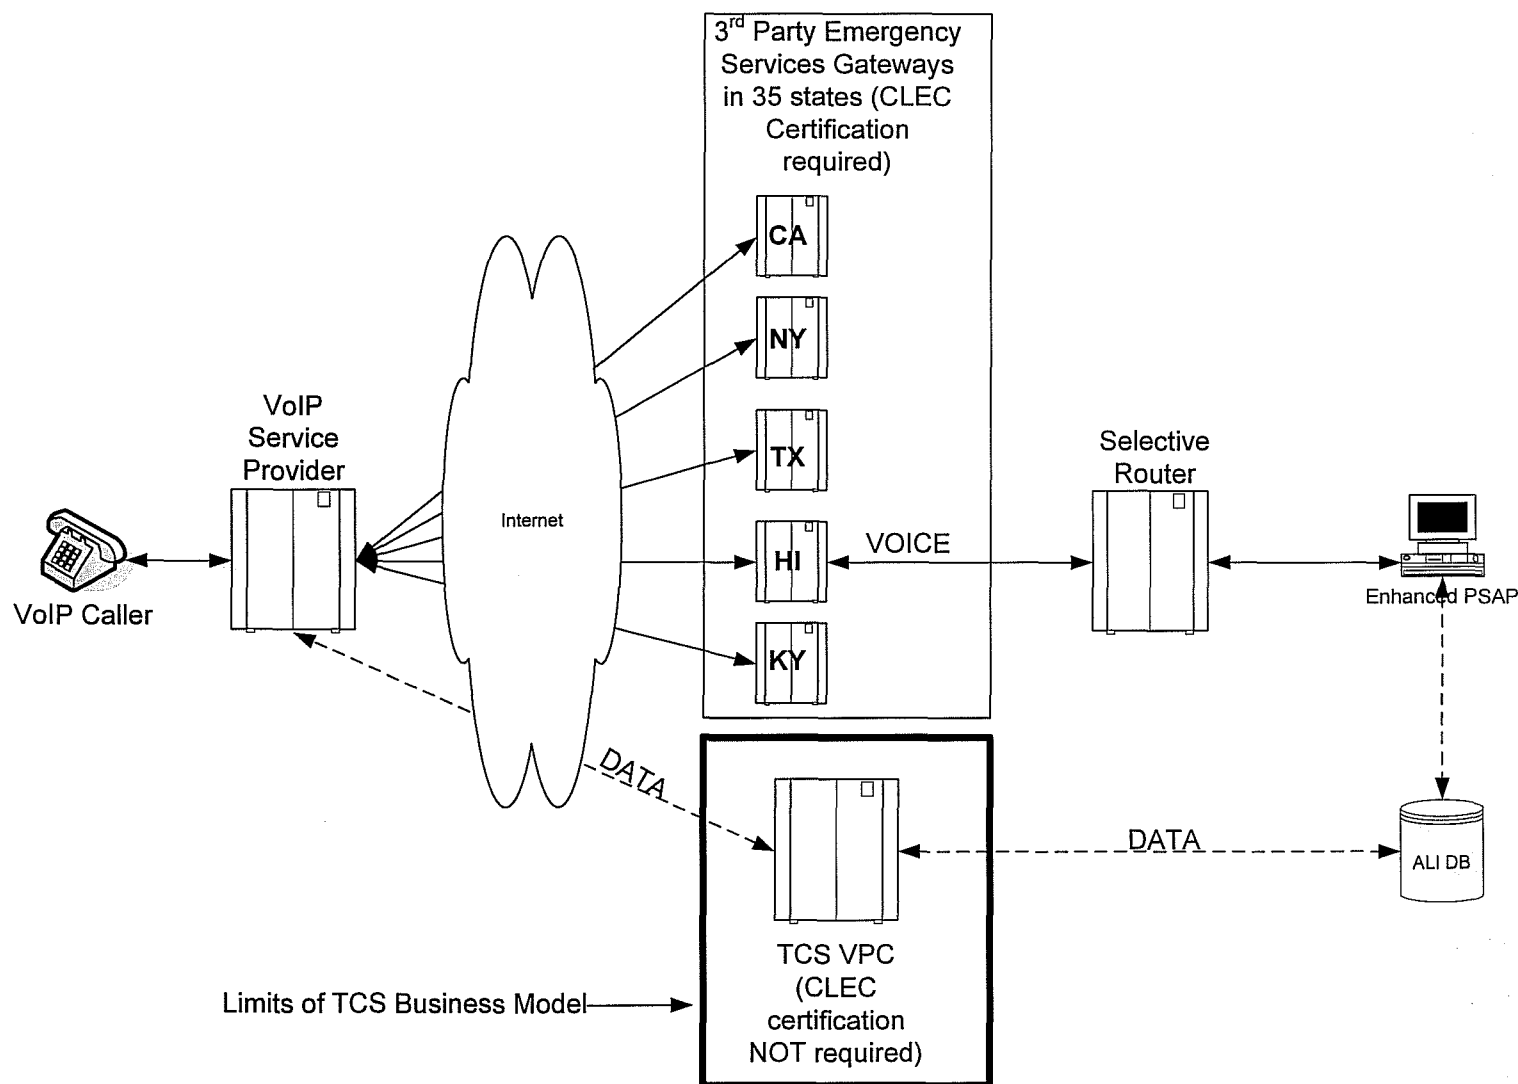 3rd Party Emergency
Services Gateways
in 35 states (CLEC
Certification
required)
CA
NY
TX
HI
KY
VoIP
Service
Provider
VoIP Caller
Internet
VOICE
Selective
Router
Enhanced PSAP
DATA
DATA
ALI DB
TCS VPC
(CLEC
certification
NOT required)
Limits of TCS Business Model